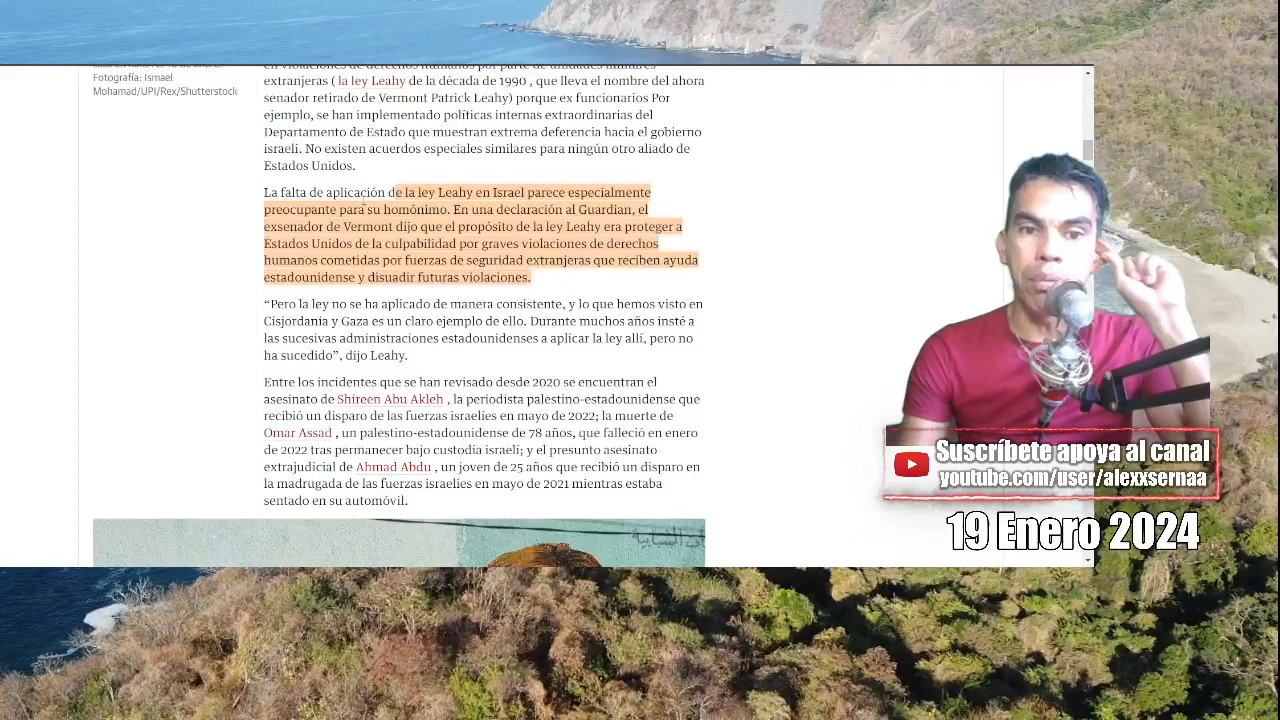 Fotografía: Ismael
Mohamad/UPI/Rex/Shutterstock
en violaciones de derechos humanos por parte de unidades militares
extranjeras ( la ley Leahy de la década de 1990 , que lleva el nombre del ahora
senador retirado de Vermont Patrick Leahy) porque ex funcionarios Por
ejemplo, se han implementado políticas internas extraordinarias del
Departamento de Estado que muestran extrema deferencia hacia el gobierno
israelí. No existen acuerdos especiales similares para ningún otro aliado de
Estados Unidos.
La falta de aplicación de la ley Leahy en Israel parece especialmente
preocupante para su homónimo. En una declaración al Guardian, el
exsenador de Vermont dijo que el propósito de la ley Leahy era proteger a
Estados Unidos de la culpabilidad por graves violaciones de derechos
humanos cometidas por fuerzas de seguridad extranjeras que reciben ayuda
estadounidense y disuadir futuras violaciones.
“Pero la ley no se ha aplicado de manera consistente, y lo que hemos visto en
Cisjordania y Gaza es un claro ejemplo de ello. Durante muchos años insté a
las sucesivas administraciones estadounidenses a aplicar la ley allí, pero no
ha sucedido”, dijo Leahy.
Entre los incidentes que se han revisado desde 2020 se encuentran el
asesinato de Shireen Abu Akleh , la periodista palestino-estadounidense que
recibió un disparo de las fuerzas israelíes en mayo de 2022; la muerte de
Omar Assad , un palestino-estadounidense de 78 años, que falleció en enero
de 2022 tras permanecer bajo custodia israelí; y el presunto asesinato
extrajudicial de Ahmad Abdu , un joven de 25 años que recibió un disparo en
la madrugada de las fuerzas israelíes en mayo de 2021 mientras estaba
sentado en su automóvil.
Suscríbete apoya al canal
youtube.com/user/alexxsernaa
19 Enero 2024